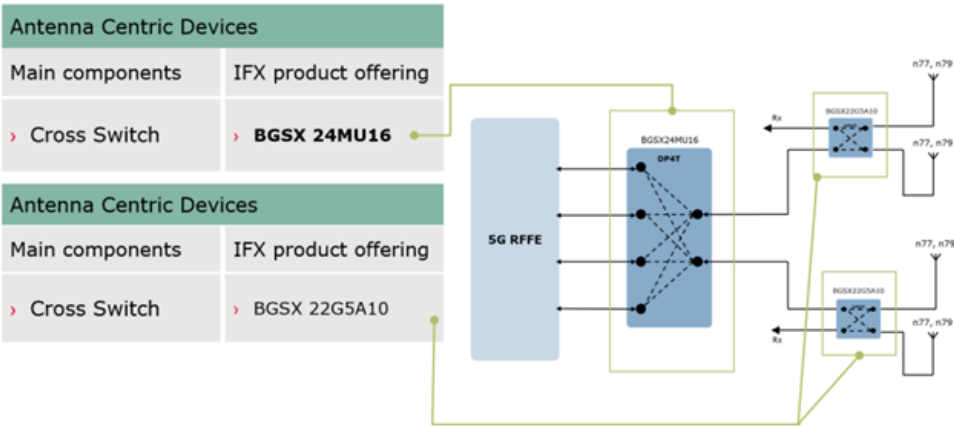 Antenna Centric Devices
Main components IFX product offering
› Cross Switch › BGSX 24MU16
Antenna Centric Devices
Main components IFX product offering
› Cross Switch › BGSX 22G5A10
5G RFFE
BGSX24MU16
DP4T
n77, n79
BGSX22G5A10
Rx
n77, n79
n77, n79
BGSX22G5A10
Rx
n77, n79